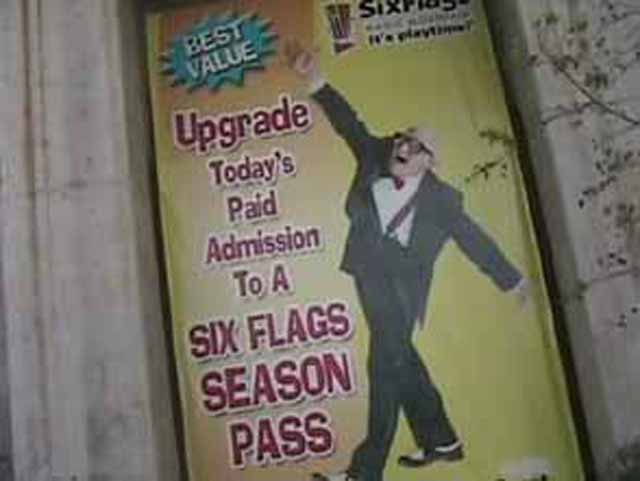 BEST
VALUE
SixFlags
it's playtime!
Upgrade
Today's
Paid
Admission
To A
SIX FLAGS
SEASON
PASS